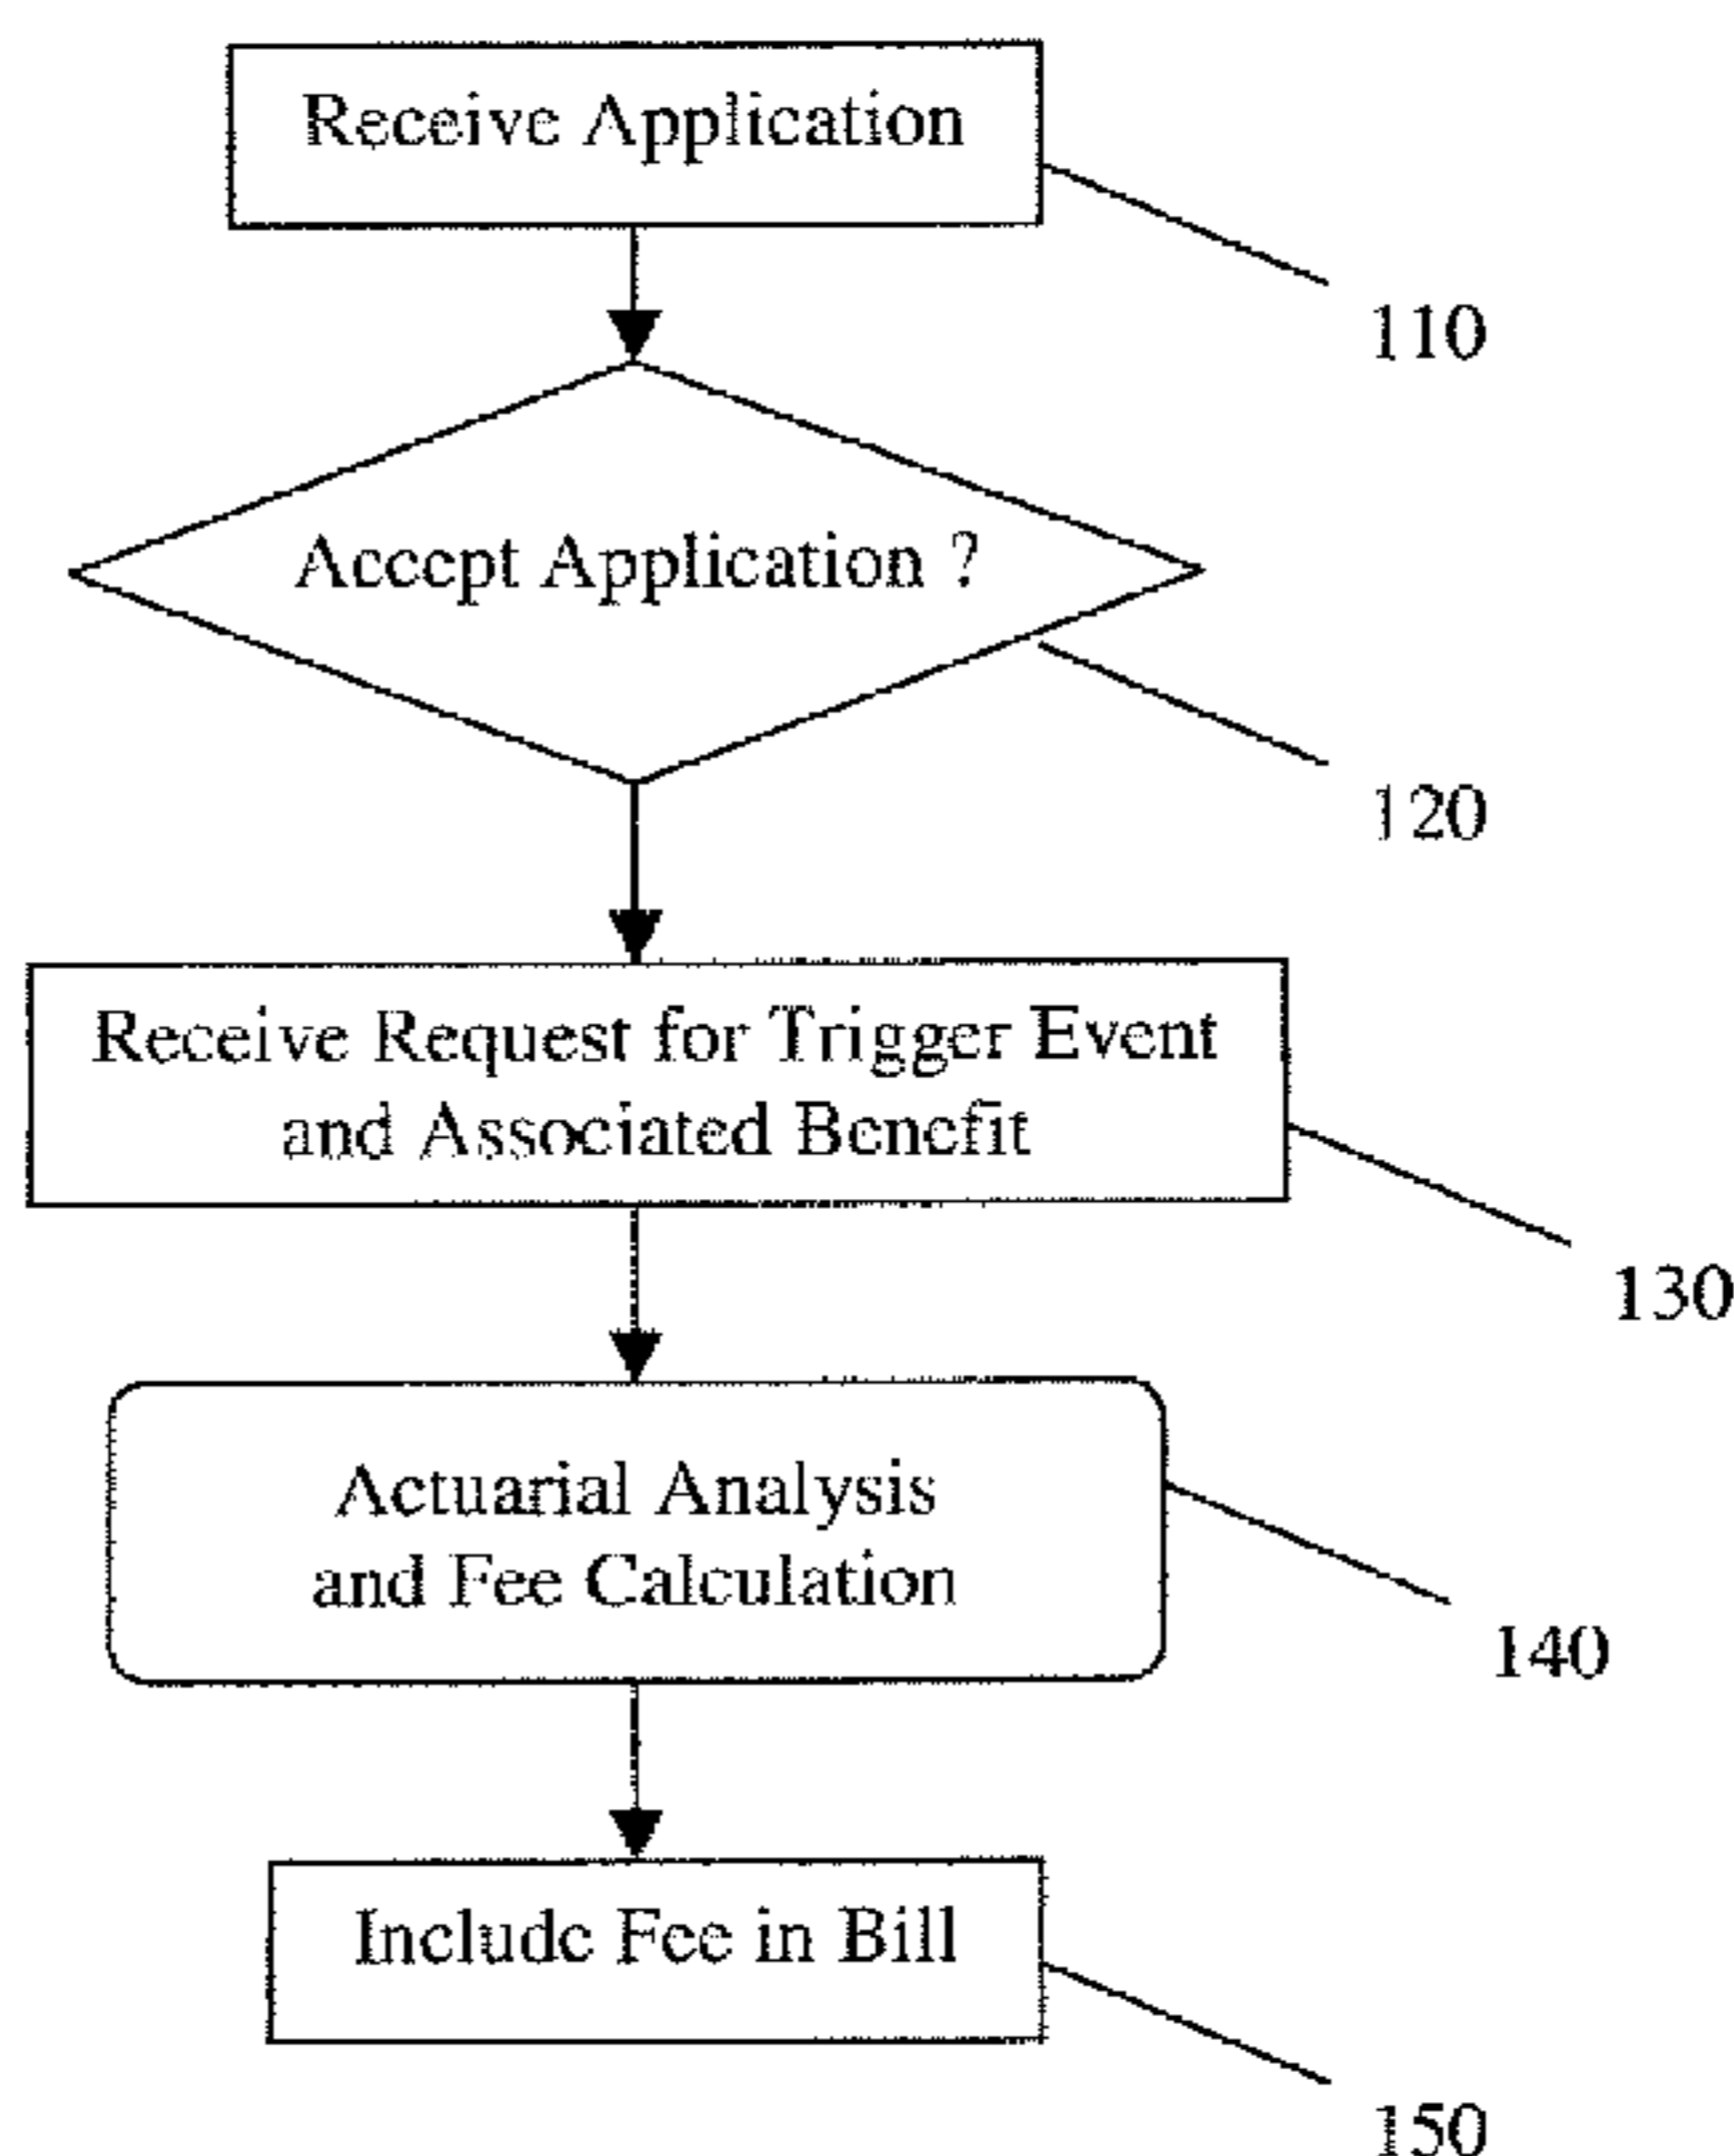 Receive Application
110
Accept Application ?
120
Receive Request for Trigger Event
and Associated Benefit
130
Actuarial Analysis
and Fee Calculation
140
Include Fee in Bill
150